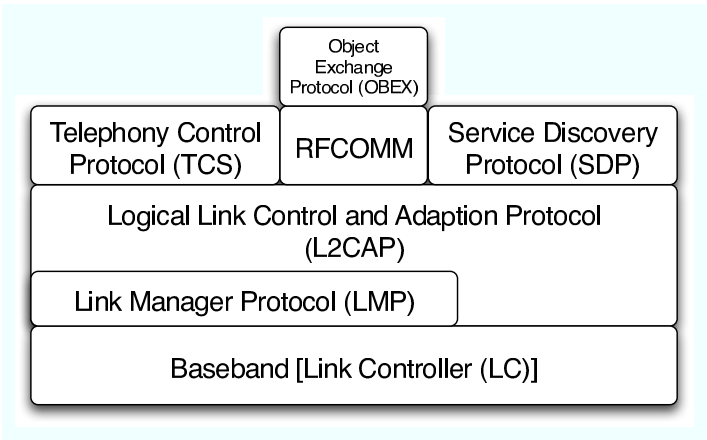 Object
Exchange
Protocol (OBEX)
Telephony Control
Protocol (TCS)
RFCOMM
Service Discovery
Protocol (SDP)
Logical Link Control and Adaption Protocol
(L2CAP)
Link Manager Protocol (LMP)
Baseband [Link Controller (LC)]